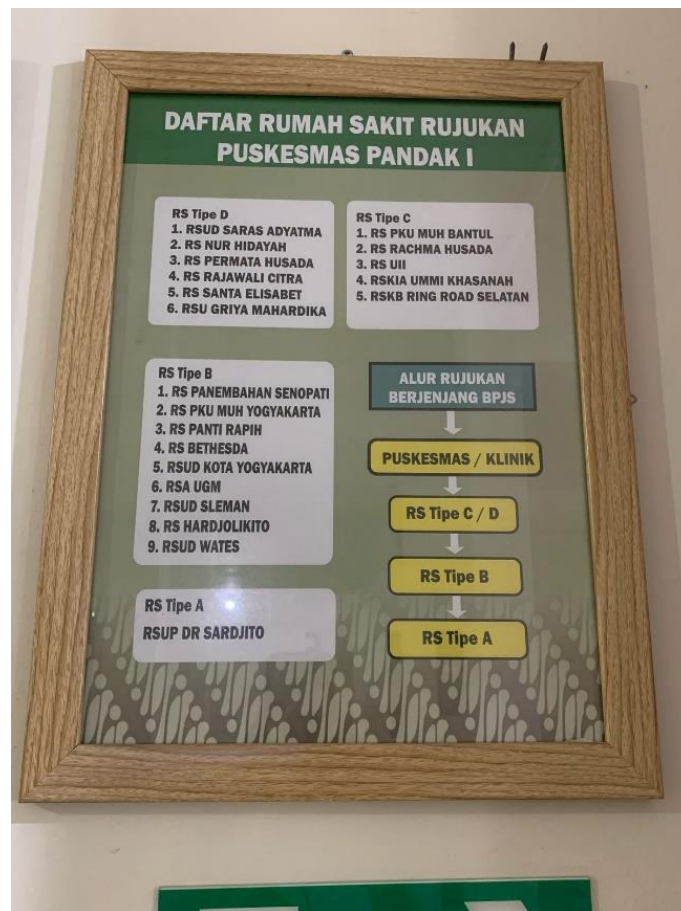 DAFTAR RUMAH SAKIT RUJUKAN
PUSKESMAS PANDAK I
RS Tipe D
1. RSUD SARAS ADYATMA
2. RS NUR HIDAYAH
3. RS PERMATA HUSADA
4. RS RAJAWALI CITRA
5. RS SANTA ELISABET
6. RSU GRIYA MAHARDIKA
RS Tipe C
1. RS PKU MUH BANTUL
2. RS RACHMA HUSADA
3. RS UII
4. RSKIA UMMI KHASANAH
5. RSKB RING ROAD SELATAN
RS Tipe B
1. RS PANEMBAHAN SENOPATI
2. RS PKU MUH YOGYAKARTA
3. RS PANTI RAPIH
4. RS BETHESDA
5. RSUD KOTA YOGYAKARTA
6. RSA UGM
7. RSUD SLEMAN
8. RS HARDJOLIKITO
9. RSUD WATES
RS Tipe A
RSUP DR SARDJITO
ALUR RUJUKAN
BERJENJANG BPJS
PUSKESMAS / KLINIK
RS Tipe C / D
RS Tipe B
RS Tipe A